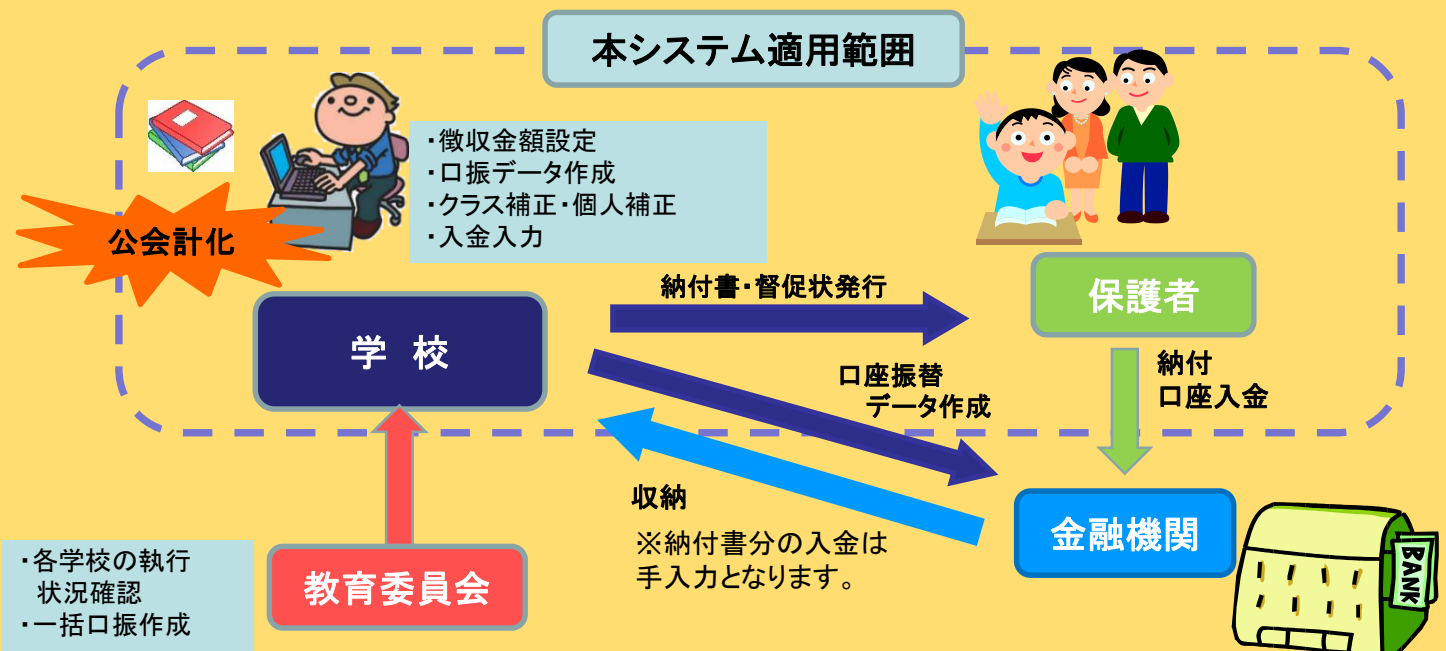 本システム適用範囲
・徴収金額設定
・口振データ作成
・クラス補正・個人補正
・入金入力
公会計化
納付書・督促状発行
保護者
学 校
納付
口座入金
口座振替
データ作成
収納
※納付書分の入金は
手入力となります。
金融機関
BANK
・各学校の執行
状況確認
・一括口振作成
教育委員会